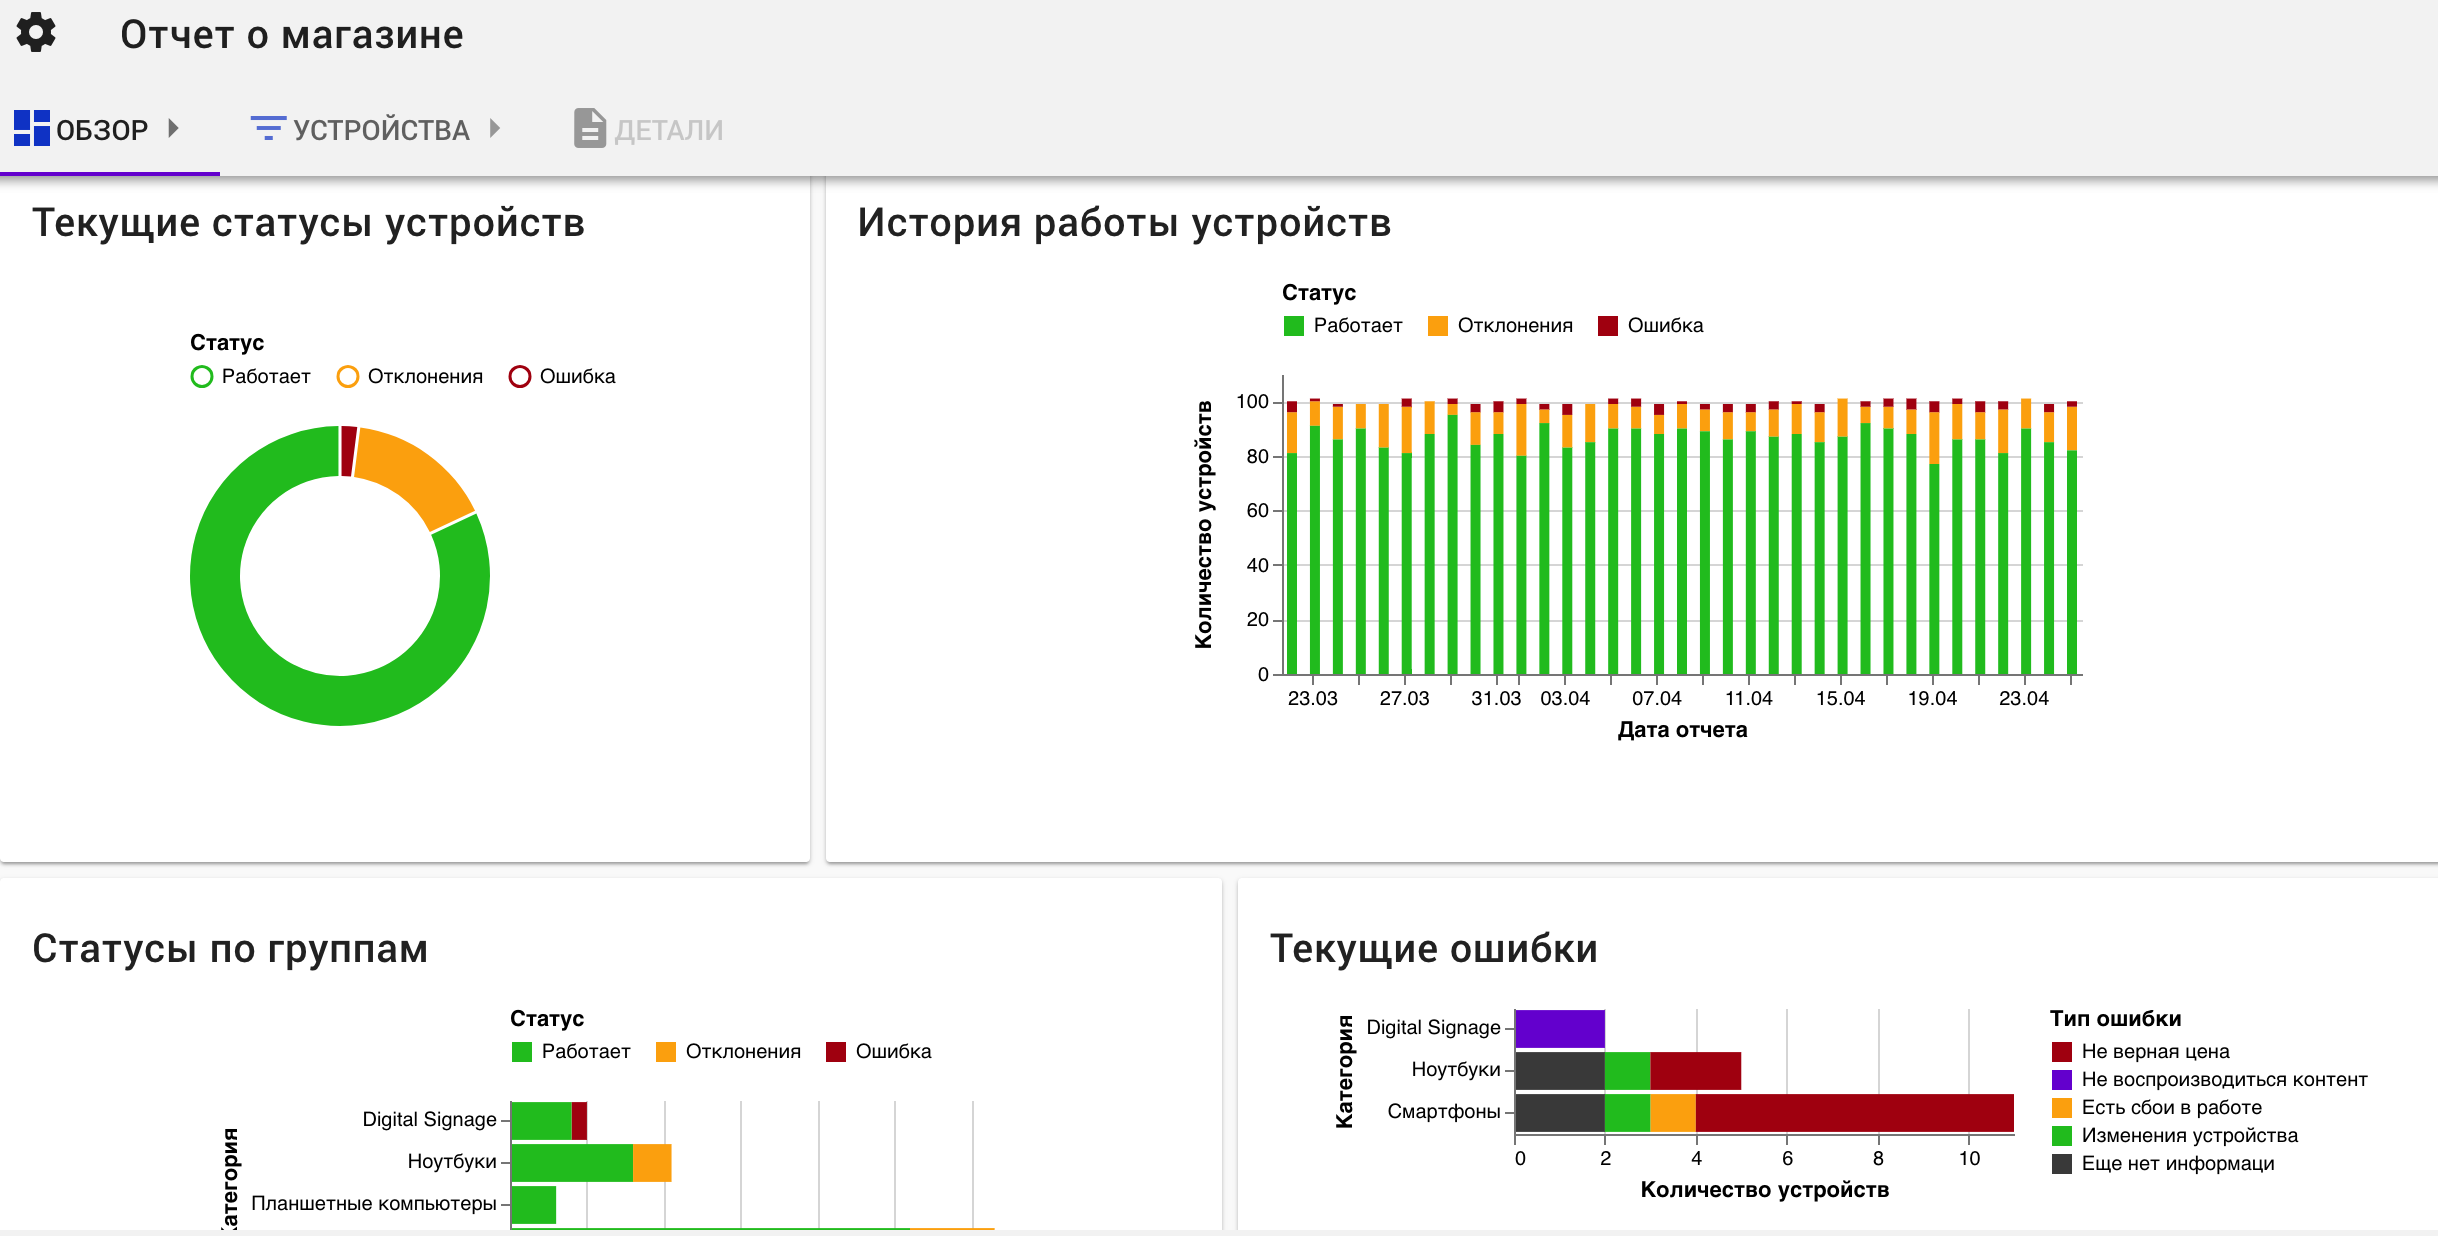 Отчет о магазине
ОБЗОР
УСТРОЙСТВА
ДЕТАЛИ
Текущие статусы устройств
Статус
Работает Отклонения Ошибка
История работы устройств
Статус
Работает Отклонения Ошибка
Количество устройств
100
80
60
40
20
0
23.03 27.03 31.03 03.04 07.04 11.04 15.04 19.04 23.04
Дата отчета
Статусы по группам
Статус
Работает Отклонения Ошибка
Digital Signage
Ноутбуки
Планшетные компьютеры
Текущие ошибки
Категория
Digital Signage
Ноутбуки
Смартфоны
0 2 4 6 8 10
Количество устройств
Тип ошибки
Не верная цена
Не воспроизводиться контент
Есть сбои в работе
Изменения устройства
Еще нет информаци